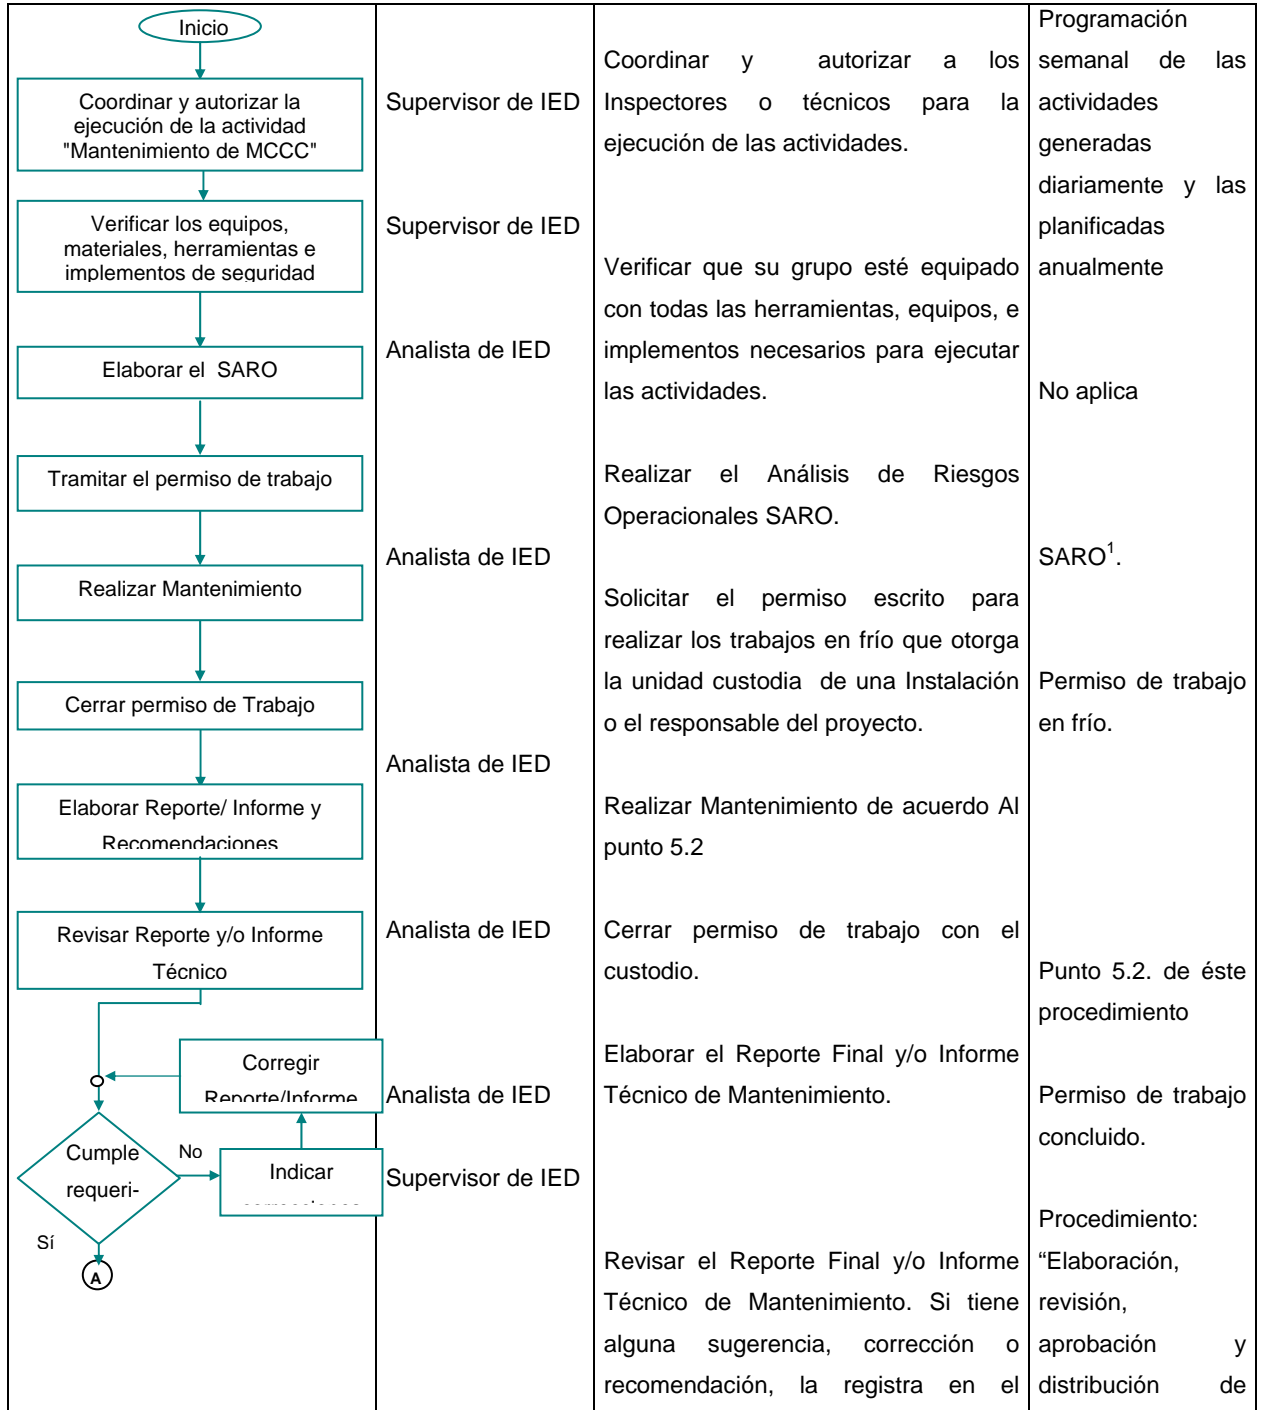 Inicio
Coordinar y autorizar la
ejecución de la actividad
"Mantenimiento de MCCC"
Verificar los equipos,
materiales, herramientas e
implementos de seguridad
Elaborar el SARO
Tramitar el permiso de trabajo
Realizar Mantenimiento
Cerrar permiso de Trabajo
Elaborar Reporte/ Informe y
Recomendaciones
Revisar Reporte y/o Informe
Técnico
Corregir
Reporte/Informe
Cumple
requeri-
No
Indicar
Sí
A
Supervisor de IED
Supervisor de IED
Analista de IED
Analista de IED
Analista de IED
Analista de IED
Analista de IED
Supervisor de IED
Coordinar y autorizar a los
Inspectores o técnicos para la
ejecución de las actividades.
Verificar que su grupo esté equipado
con todas las herramientas, equipos, e
implementos necesarios para ejecutar
las actividades.
Realizar el Análisis de Riesgos
Operacionales SARO.
Solicitar el permiso escrito para
realizar los trabajos en frío que otorga
la unidad custodia de una Instalación
o el responsable del proyecto.
Realizar Mantenimiento de acuerdo Al
punto 5.2
Cerrar permiso de trabajo con el
custodio.
Elaborar el Reporte Final y/o Informe
Técnico de Mantenimiento.
Revisar el Reporte Final y/o Informe
Técnico de Mantenimiento. Si tiene
alguna sugerencia, corrección o
recomendación, la registra en el
Programación
semanal de las
actividades
generadas
diariamente y las
planificadas
anualmente
No aplica
SARO1.
Permiso de trabajo
en frío.
Punto 5.2. de éste
procedimiento
Permiso de trabajo
concluido.
Procedimiento:
“Elaboración,
revisión,
aprobación y
distribución de